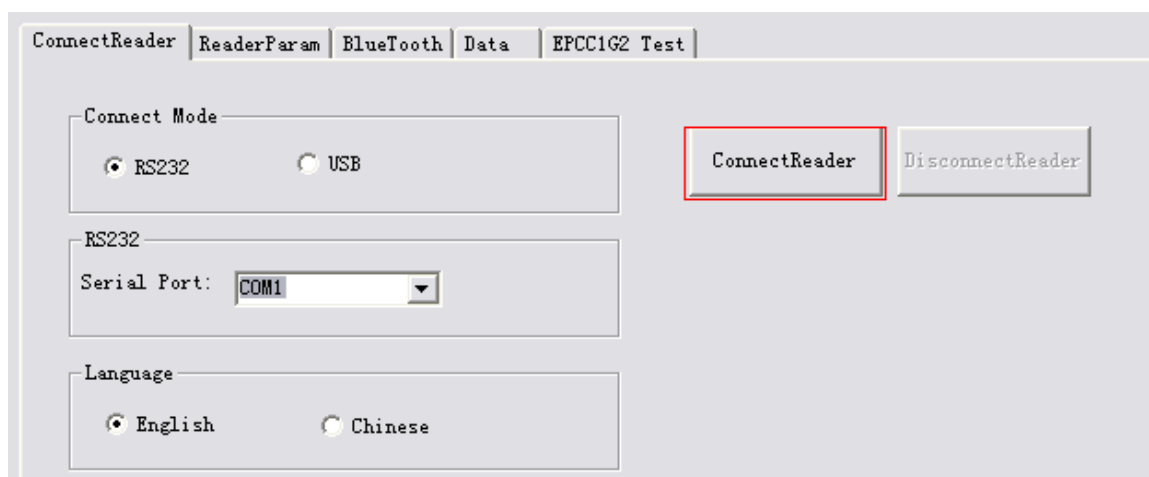 ConnectReader ReaderParam BlueTooth Data EPCC1G2 Test
Connect Mode
RS232 USB
ConnectReader DisconnectReader
RS232
Serial Port: COM1
Language
English Chinese